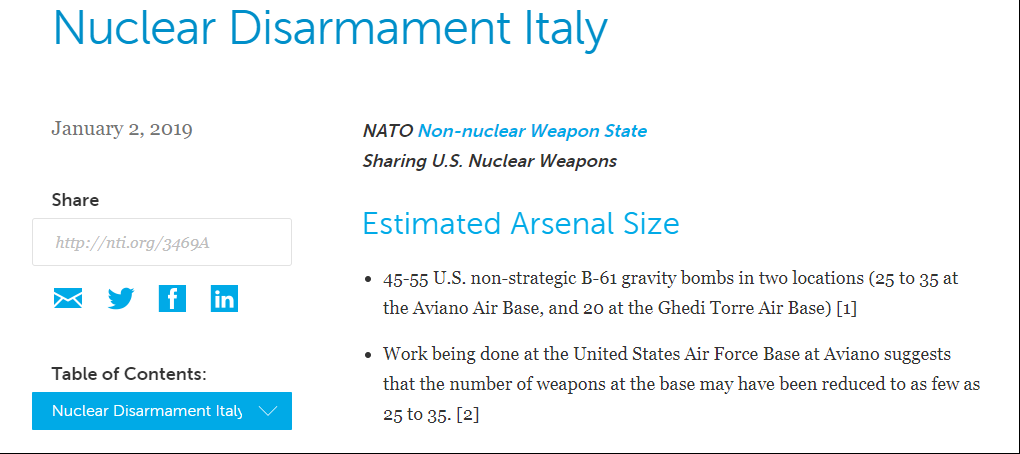 Nuclear Disarmament Italy
January 2, 2019
Share
http://nti.org/3469A
Table of Contents:
Nuclear Disarmament Italy
NATO Non-nuclear Weapon State
Sharing U.S. Nuclear Weapons
Estimated Arsenal Size
• 45-55 U.S. non-strategic B-61 gravity bombs in two locations (25 to 35 at
the Aviano Air Base, and 20 at the Ghedi Torre Air Base) [1]
• Work being done at the United States Air Force Base at Aviano suggests
that the number of weapons at the base may have been reduced to as few as
25 to 35. [2]